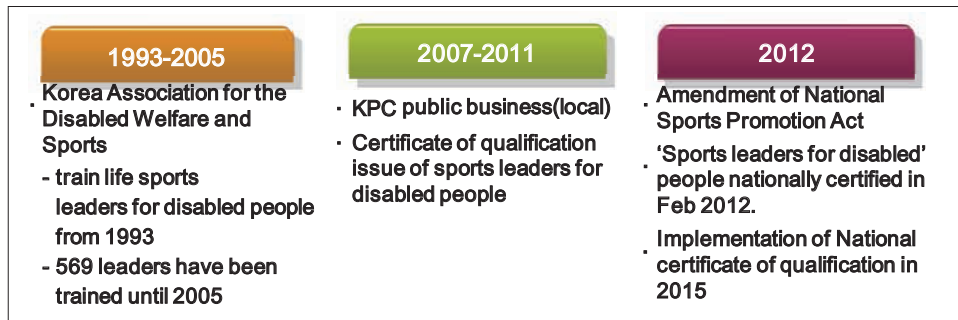 1993-2005
· Korea Association for the
Disabled Welfare and
Sports
- train life sports
leaders for disabled people
from 1993
- 569 leaders have been
trained until 2005
2007-2011
· KPC public business(local)
· Certificate of qualification
issue of sports leaders for
disabled people
2012
· Amendment of National
Sports Promotion Act
· ‘Sports leaders for disabled’
people nationally certified in
Feb 2012.
· Implementation of National
certificate of qualification in
2015